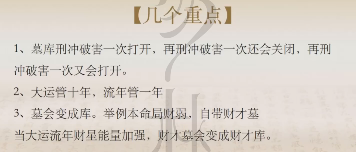 【几个重点】
1、墓库刑冲破害一次打开，再刑冲破害一次还会关闭，再刑
冲破害一次又会打开。
2、大运管十年，流年管一年
3、墓会变成库。举例本命局财弱，自带财才墓
当大运流年财星能量加强，财才墓会变成财才库。